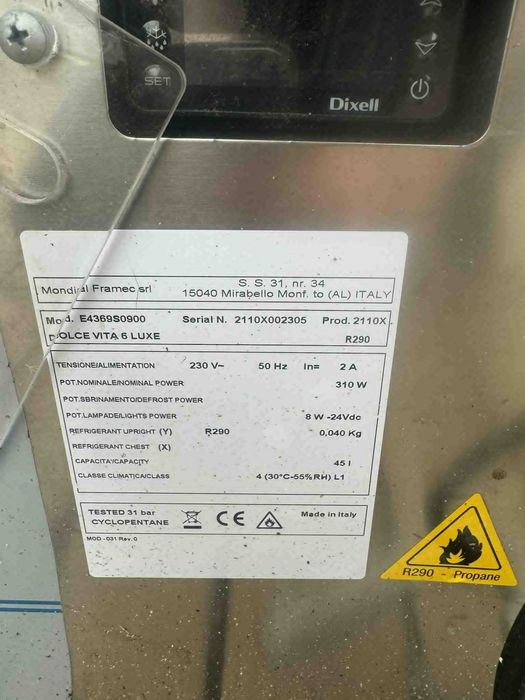 SET
Dixell
Mondial Framec srl
S. S. 31, nr. 34
15040 Mirabello Monf. to (AL) ITALY
Mod. E4369S0900 Serial N. 2110X002305 Prod. 2110X
DOLCE VITA 6 LUXE R290
TENSIONE/ALIMENTATION 230 V~ 50 Hz In= 2 A
POT.NOMINALE/NOMINAL POWER 310 W
POT.SBRINAMENTO/DEFROST POWER
POT.LAMPADE/LIGHTS POWER 8 W -24Vdc
REFRIGERANT UPRIGHT (Y) R290 0,040 Kg
REFRIGERANT CHEST (X)
CAPACITA'/CAPACITY 45 l
CLASSE CLIMATICA/CLASS 4 (30°C-55%RH) L1
TESTED 31 bar
CYCLOPENTANE
CE
Made in Italy
MOD - 031 Rev. 0
R290 - Propane